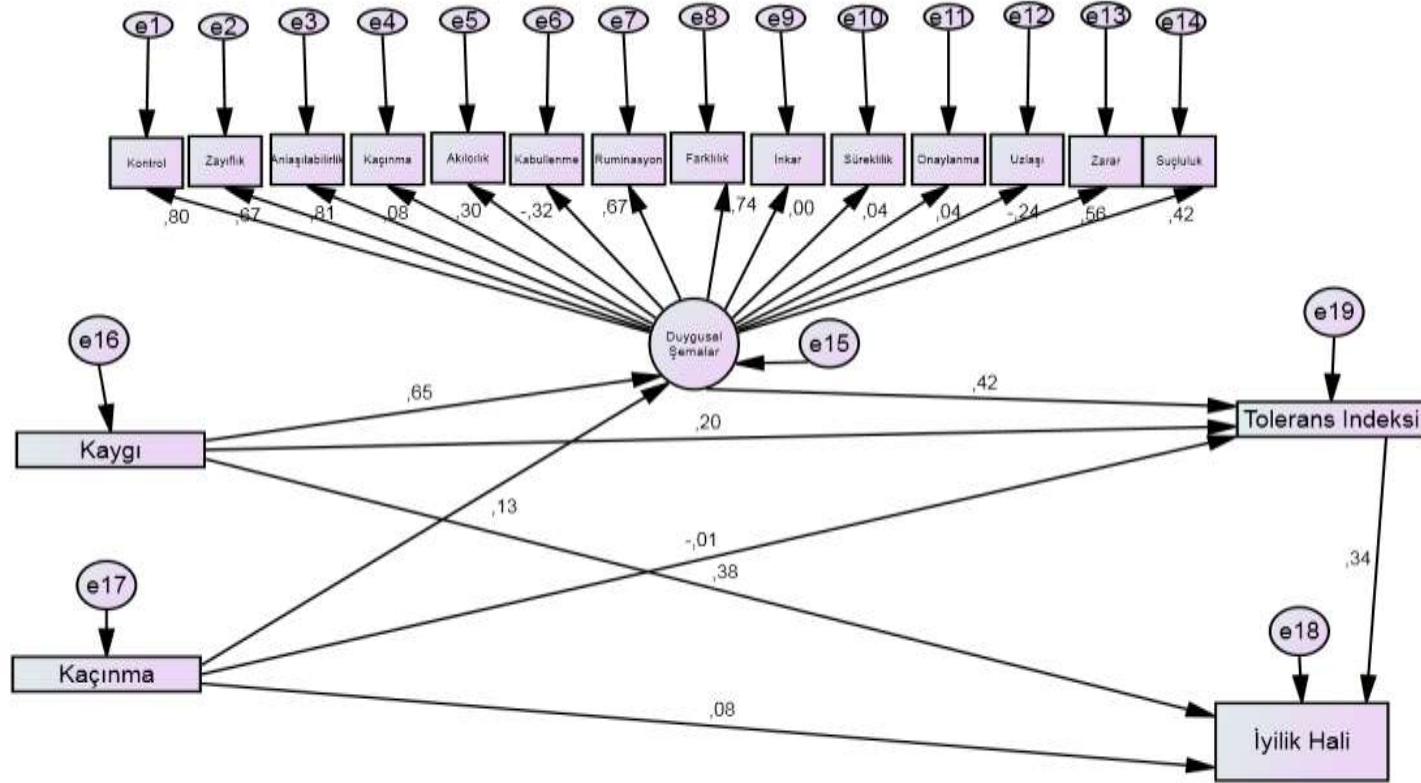 e1 e2 e3 e4 e5 e6 e7 e8 e9 e10 e11 e12 e13 e14
Kontrol Zayıflık Anlaşılabilirlik Kaçınma Akılcılık Kabullenme Ruminasyon Farklılık İnkar Süreklilik Onaylanma Uzlaşı Zarar Suçluluk
,80 ,67 ,81 ,08 ,30 -,32 ,67 ,74 ,00 ,04 ,04 -,24 ,56 ,42
e16
Duygusal
Şemalar
e15
e19
,65
,42
,20
Tolerans Indeksi
Kaygı
,13
-,01
,38
,34
e17
e18
Kaçınma
,08
İyilik Hali